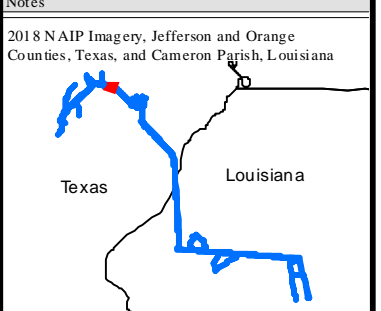 Notes
2018 NAIP Imagery, Jefferson and Orange
Counties, Texas, and Cameron Parish, Louisiana
Louisiana
Texas